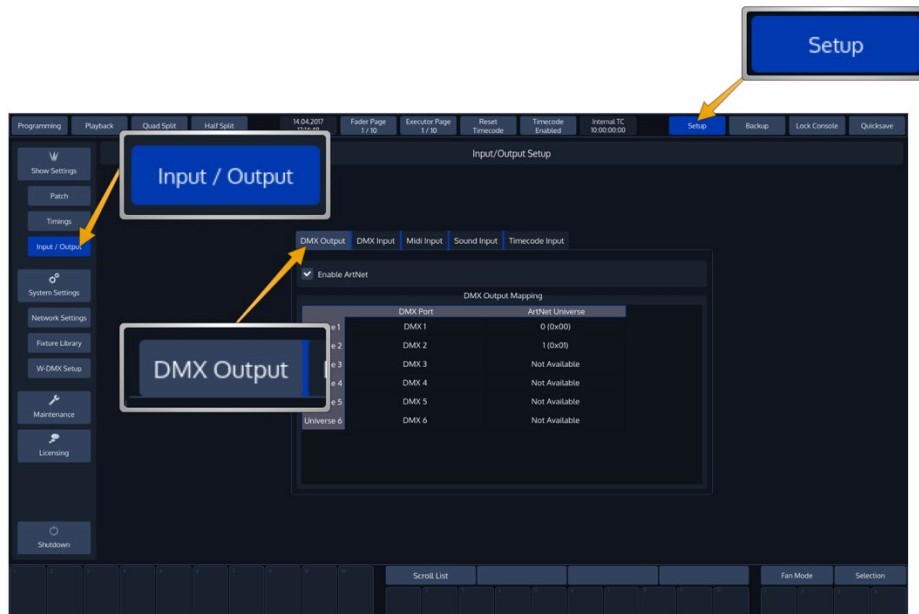 Setup
Programming Playback Quad Split Half Split 14.04.2017 Fader Page 1 / 10 Executor Page 1 / 10 Reset Timecode Timecode Enabled Internal TC 10:00:00:00 Setup Backup Lock Console Quicksave
Input/Output Setup
Show Settings
Input / Output
Patch
Timings
Input / Output
DMX Output DMX Input Midi Input Sound Input Timecode Input
Enable ArtNet
System Settings
DMX Output Mapping
Network Settings
DMX Port ArtNet Universe
DMX 1 0 (0x00)
Fixture Library
DMX 2 1 (0x01)
W-DMX Setup
DMX 3 Not Available
DMX Output
DMX 4 Not Available
Maintenance
DMX 5 Not Available
Universe 6 DMX 6 Not Available
Licensing
Shutdown
Scroll List Fan Mode Selection